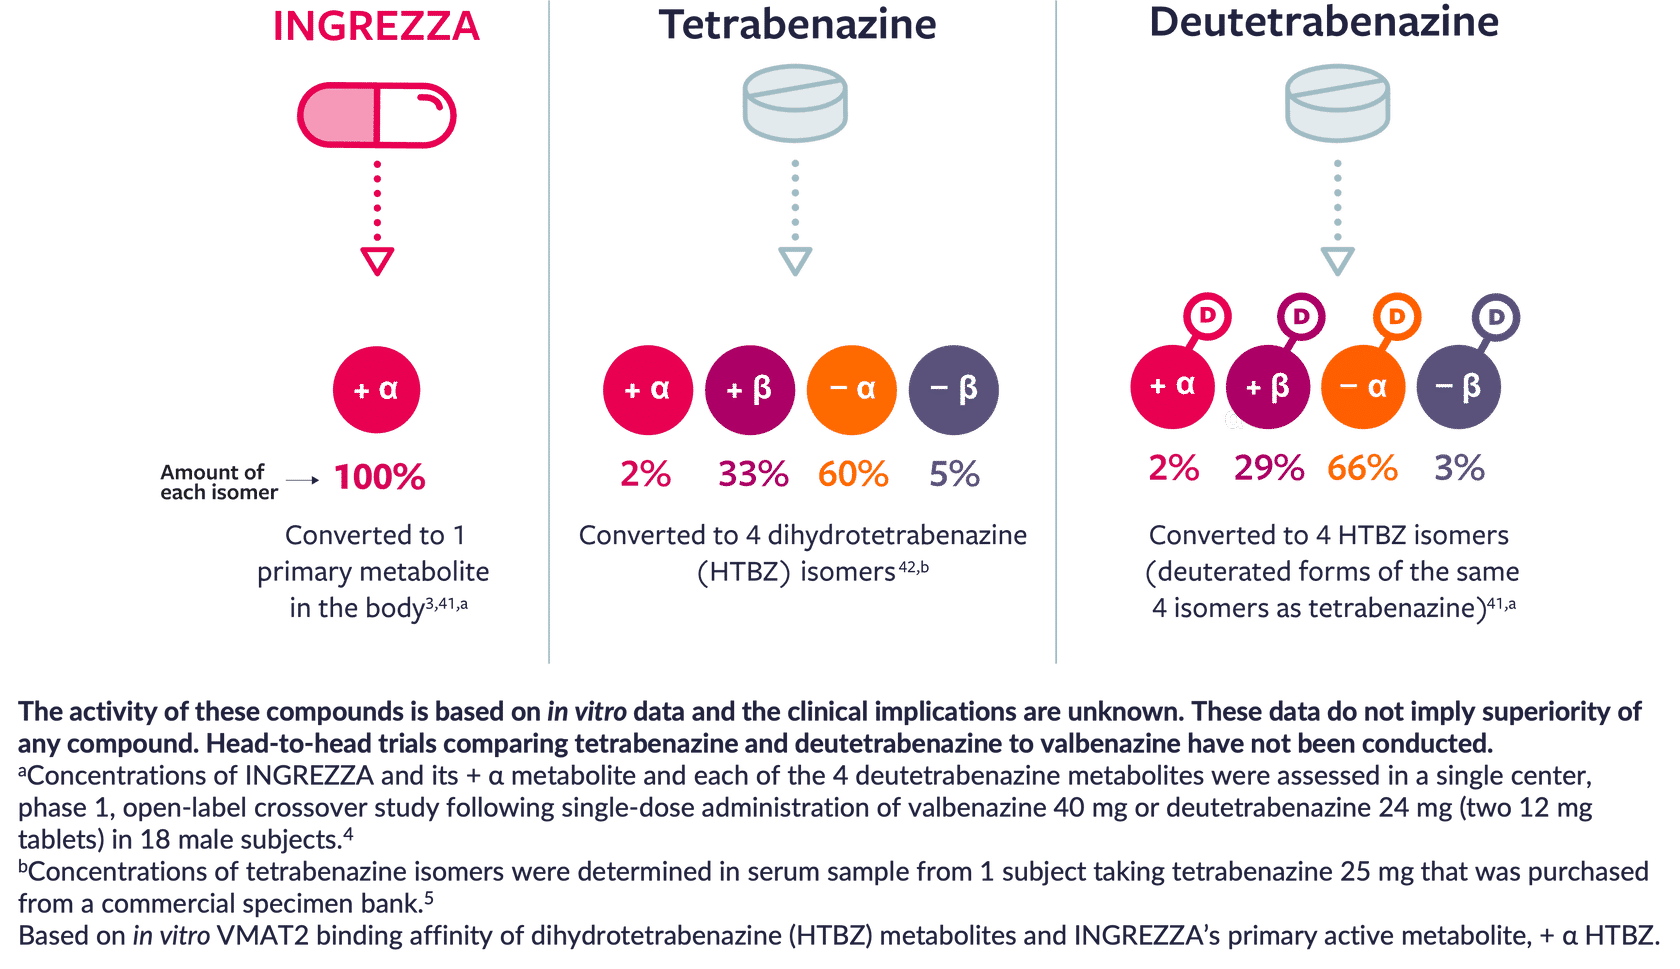 INGREZZA
Tetrabenazine
Deutetrabenazine
+ α
+ α
+ β
– α
– β
D
D
D
D
+ α
+ β
– α
– β
Amount of
each isomer
100%
2%
33%
60%
5%
2%
29%
66%
3%
Converted to 1
primary metabolite
in the body3,41,a
Converted to 4 dihydrotetrabenazine
(HTBZ) isomers42,b
Converted to 4 HTBZ isomers
(deuterated forms of the same
4 isomers as tetrabenazine)41,a
The activity of these compounds is based on in vitro data and the clinical implications are unknown. These data do not imply superiority of
any compound. Head-to-head trials comparing tetrabenazine and deutetrabenazine to valbenazine have not been conducted.
aConcentrations of INGREZZA and its + α metabolite and each of the 4 deutetrabenazine metabolites were assessed in a single center,
phase 1, open-label crossover study following single-dose administration of valbenazine 40 mg or deutetrabenazine 24 mg (two 12 mg
tablets) in 18 male subjects.4
bConcentrations of tetrabenazine isomers were determined in serum sample from 1 subject taking tetrabenazine 25 mg that was purchased
from a commercial specimen bank.5
Based on in vitro VMAT2 binding affinity of dihydrotetrabenazine (HTBZ) metabolites and INGREZZA's primary active metabolite, + α HTBZ.